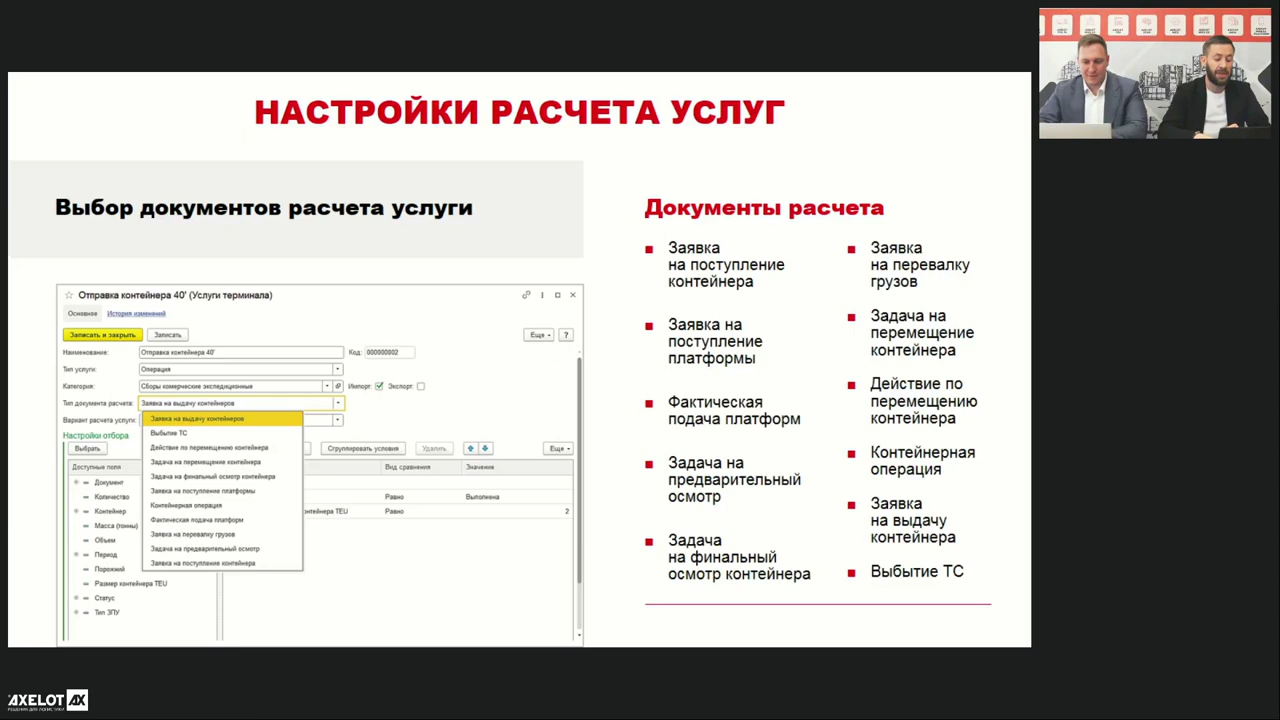 НАСТРОЙКИ РАСЧЕТА УСЛУГ
Выбор документов расчета услуги
Отправка контейнера 40' (Услуги терминала)
Основное История изменений
Записать и закрыть Записать Еще ?
Наименование: Отправка контейнера 40' Код: 000000002
Тип услуги: Операция
Категория: Сборы комерческие экспедиционные Импорт: Экспорт:
Тип документа расчета: Заявка на выдачу контейнеров
Вариант расчета услуги:
Заявка на выдачу контейнеров
Выбытие ТС
Действие по перемещению контейнера
Задача на перемещение контейнера
Задача на финальный осмотр контейнера
Заявка на поступление платформы
Контейнерная операция
Фактическая подача платформ
Заявка на перевалку грузов
Задача на предварительный осмотр
Заявка на поступление контейнера
Настройки отбора
Выбрать Сгруппировать условия Удалить Еще
Доступные поля Вид сравнения Значение
Документ
Количество Равно Выполнена
Контейнер контейнера TEU Равно 2
Масса (тонны)
Объем
Период
Порожний
Размер контейнера TEU
Статус
Тип ЗПУ
Документы расчета
Заявка
на поступление
контейнера
Заявка на
поступление
платформы
Фактическая
подача платформ
Задача на
предварительный
осмотр
Задача
на финальный
осмотр контейнера
Заявка
на перевалку
грузов
Задача на
перемещение
контейнера
Действие по
перемещению
контейнера
Контейнерная
операция
Заявка
на выдачу
контейнера
Выбытие ТС
AXELOT AX
РЕШЕНИЯ ДЛЯ ЛОГИСТИКИ